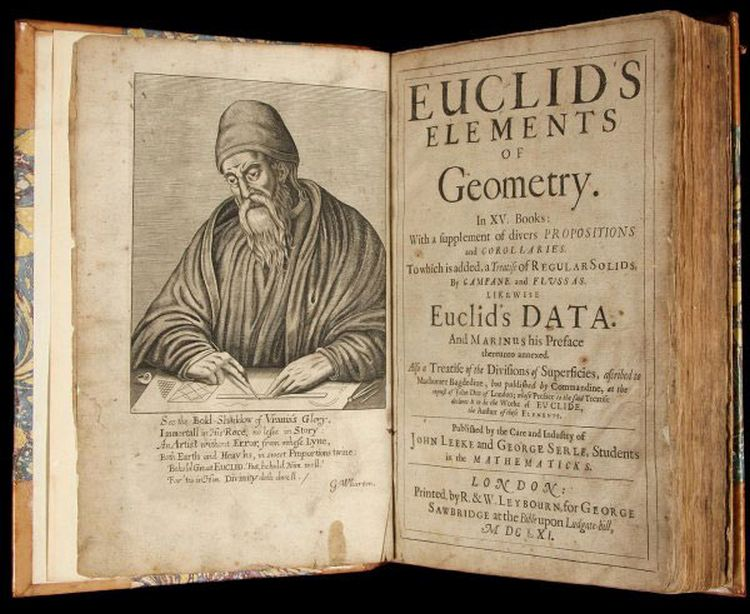 See the Bold Shaddow of Urania's Glory,
Immortall in His Race, no lesse in Story:
An Artist without Error, from whose Lyne,
Both Earth and Heav'ns, in sweet Proportions twine:
Behold Great EUCLID. But, behold Him well!
For 'tis in Him Divinity doth dwell.
G. Wharton.
EUCLID'S
ELEMENTS
OF
Geometry.
In XV. Books:
With a supplement of divers PROPOSITIONS
and COROLLARIES.
To which is added, a Treatise of REGULAR SOLIDS,
By CAMPANE and FLUSSAS.
LIKEWISE
Euclid's DATA.
And MARINUS his Preface
thereunto annexed.
Also a Treatise of the Divisions of Superficies, ascribed to
Machomet Bagdedine, but published by Commandine, at the
request of John Dee of London; whose Preface to the said Treatise
declares it to be the Worke of EUCLIDE,
the Author of these ELEMENTS.
Published by the Care and Industry of
JOHN LEEKE and GEORGE SERLE, Students
in the MATHEMATICKS.
LONDON:
Printed by R. & W. LEYBOURN, for GEORGE
SAWBRIDGE at the Bible upon Ludgate-hill,
M DC LXI.